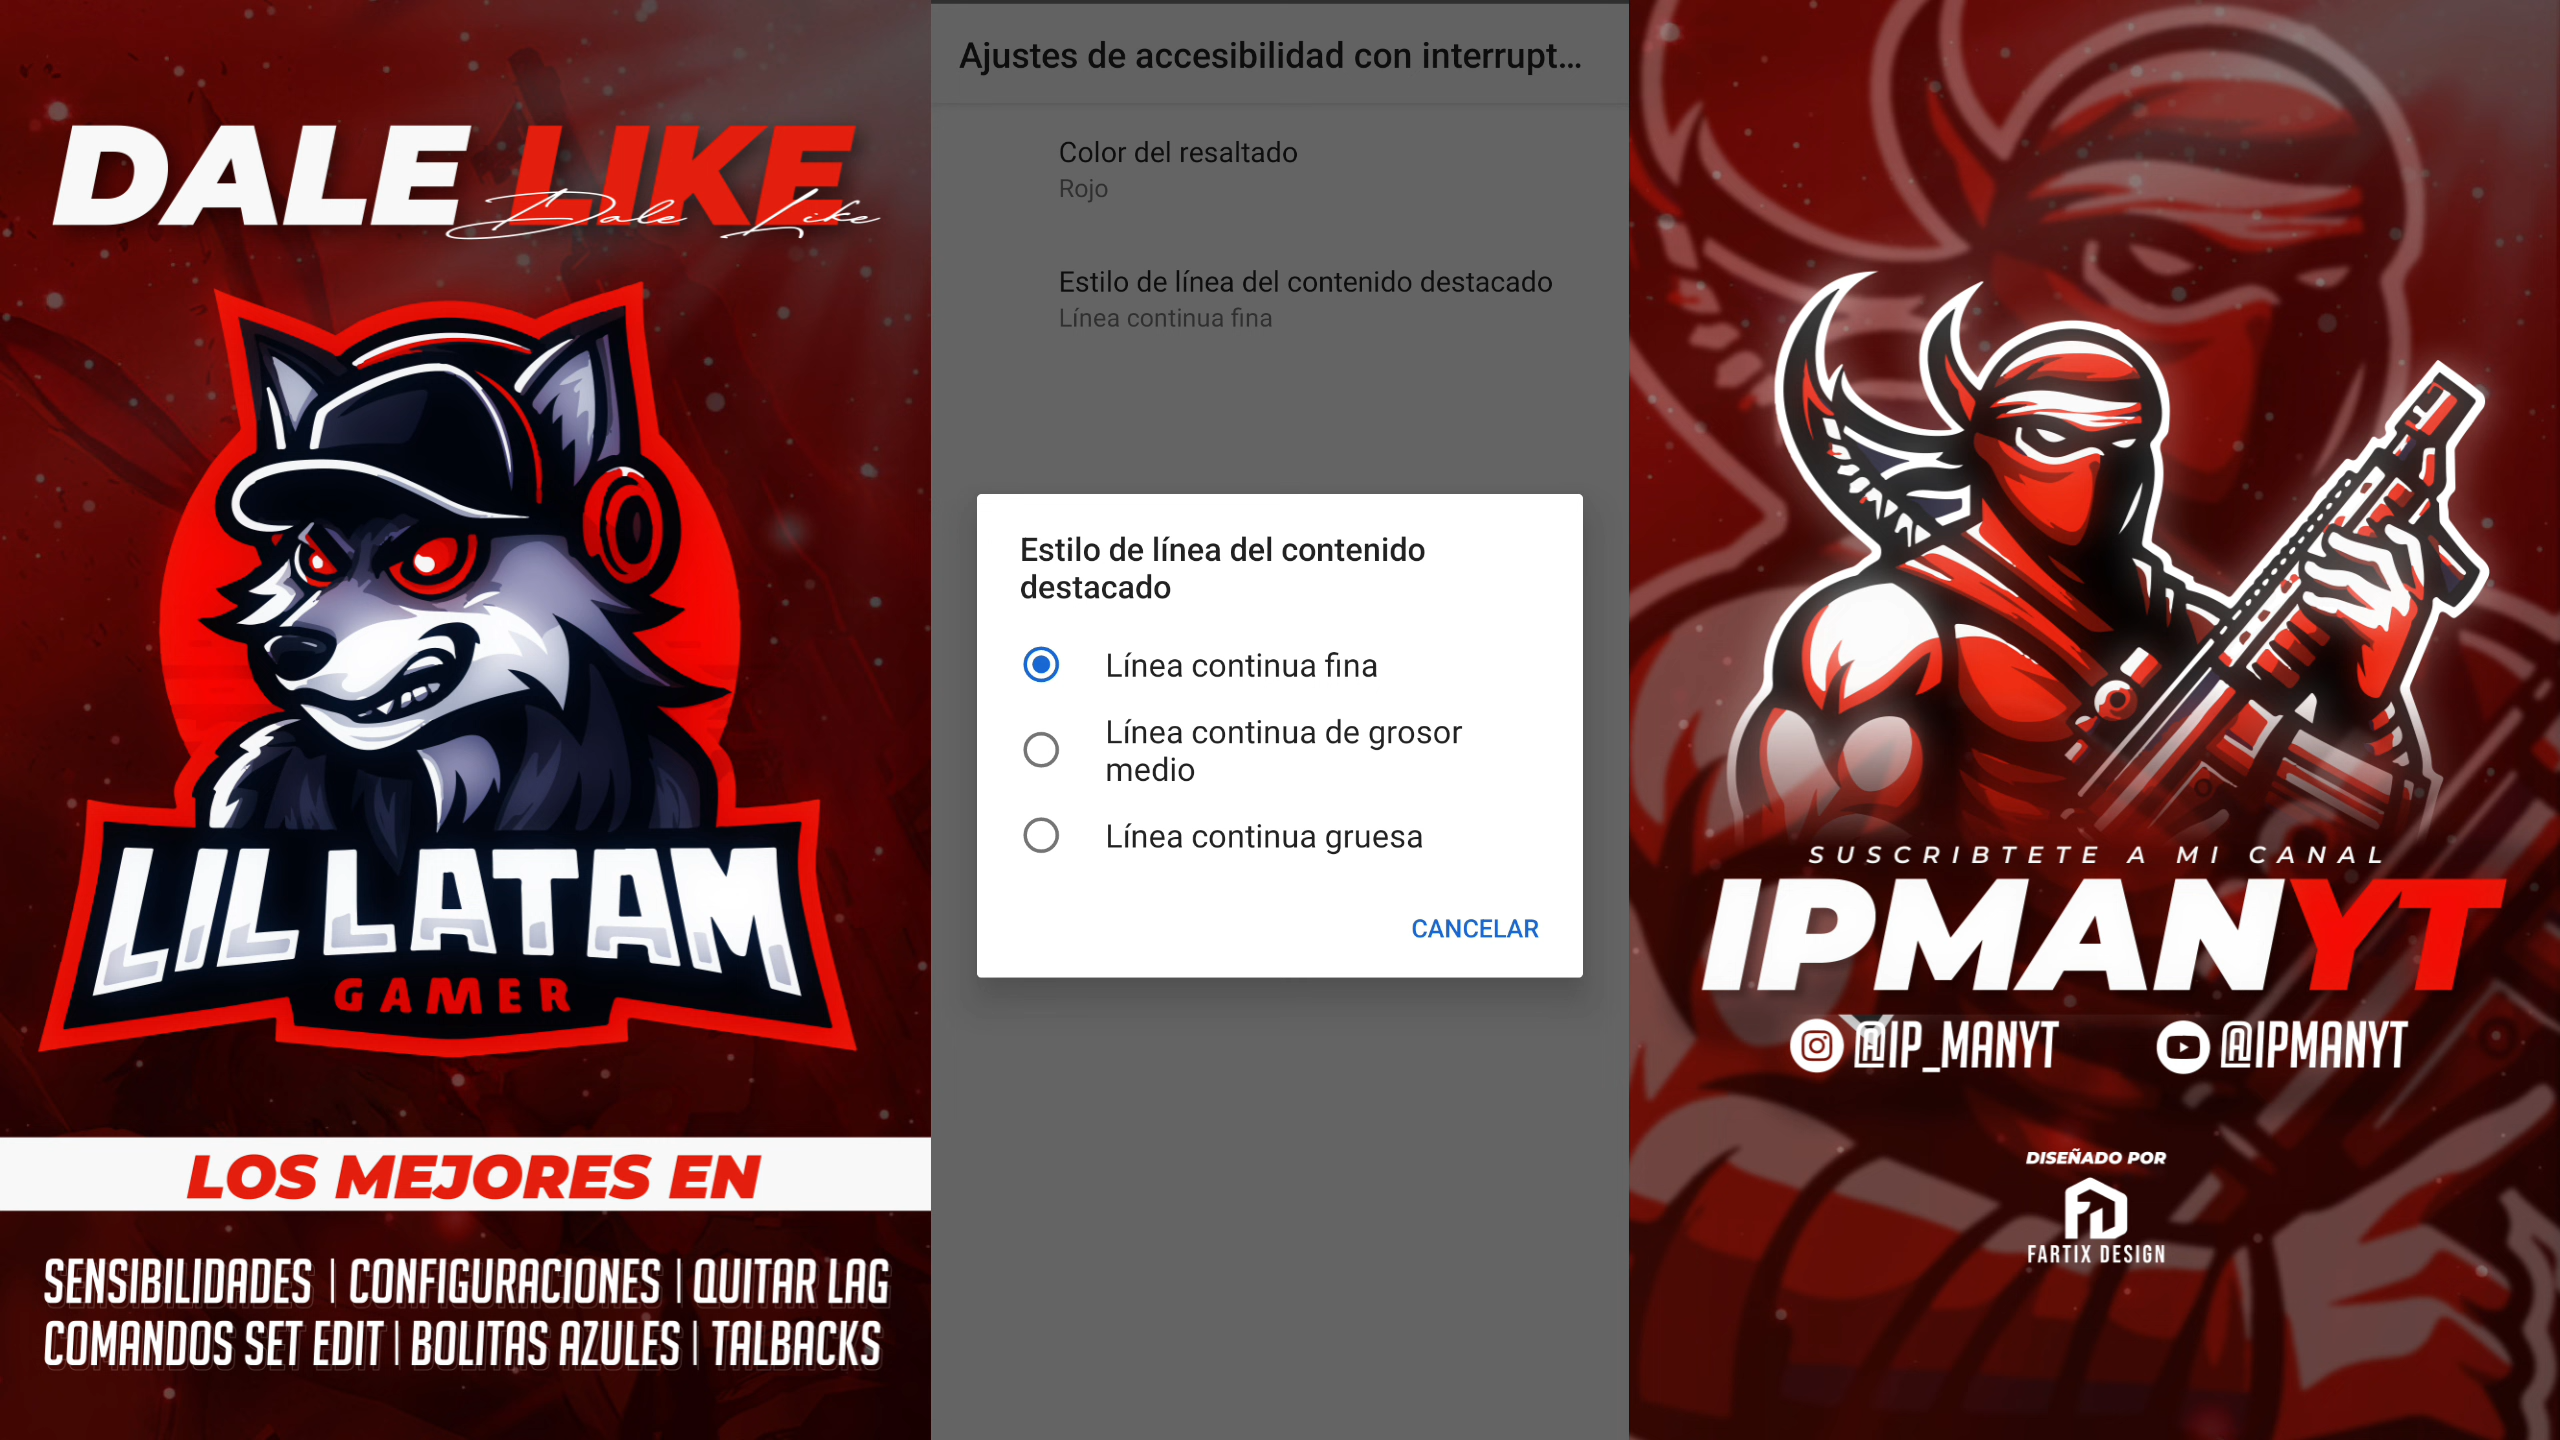 DALE LIKE
Dale Like
LIL LATAM
GAMER
LOS MEJORES EN
SENSIBILIDADES | CONFIGURACIONES | QUITAR LAG
COMANDOS SET EDIT | BOLITAS AZULES | TALBACKS
Ajustes de accesibilidad con interrupt...
Color del resaltado
Rojo
Estilo de línea del contenido destacado
Línea continua fina
Estilo de línea del contenido
destacado
Línea continua fina
Línea continua de grosor
medio
Línea continua gruesa
CANCELAR
SUSCRIBTETE A MI CANAL
IPMANYT
@IP_MANYT @IPMANYT
DISEÑADO POR
FARTIX DESIGN